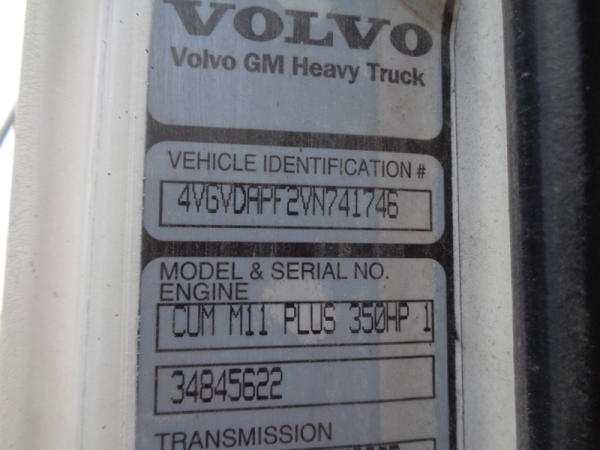 VOLVO
Volvo GM Heavy Truck
VEHICLE IDENTIFICATION #
4VGVDAPF2VN741746
MODEL & SERIAL NO.
ENGINE
CUM M11 PLUS 350HP 1
34845622
TRANSMISSION